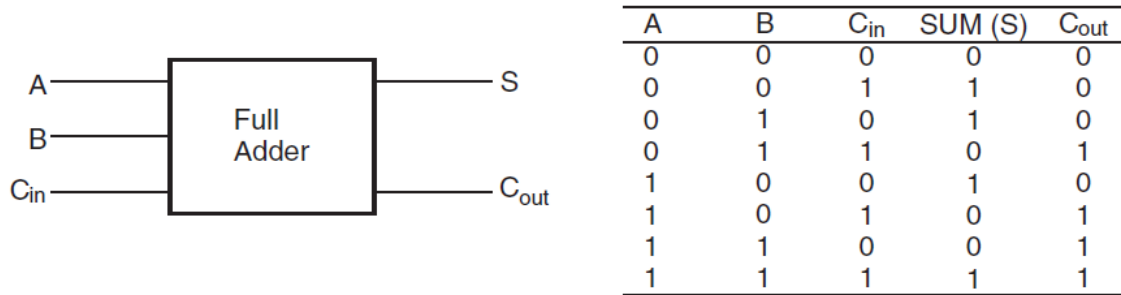 A
B
Cin
Full
Adder
S
Cout
A B Cin SUM (S) Cout
0 0 0 0 0
0 0 1 1 0
0 1 0 1 0
0 1 1 0 1
1 0 0 1 0
1 0 1 0 1
1 1 0 0 1
1 1 1 1 1